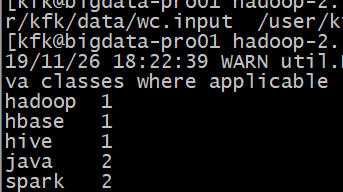 [kfk@bigdata-pro01 hadoop-2.
r/kfk/data/wc.input /user/k
[kfk@bigdata-pro01 hadoop-2.
19/11/26 18:22:39 WARN util.
va classes where applicable
hadoop 1
hbase 1
hive 1
java 2
spark 2